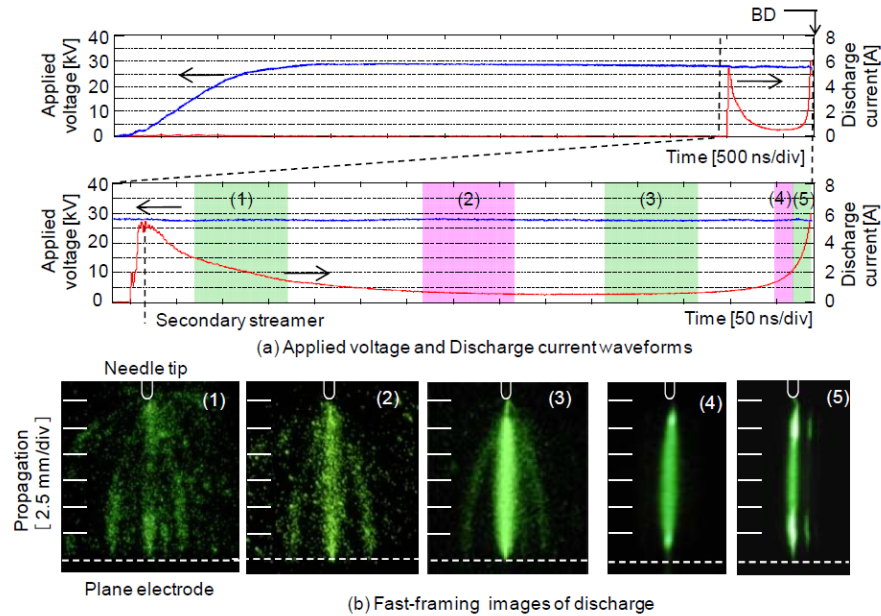 BD
40
30
20
10
0
Applied
voltage[kV]
8
6
4
2
0
Discharge
current[A]
Time [500 ns/div]
40
30
20
10
0
Applied
voltage[kV]
(1)
(2)
(3)
(4)
(5)
8
6
4
2
0
Discharge
current[A]
Secondary streamer
Time [50 ns/div]
(a) Applied voltage and Discharge current waveforms
Needle tip
(1)
(2)
(3)
(4)
(5)
Propagation
[ 2.5 mm/div]
Plane electrode
(b) Fast-framing images of discharge